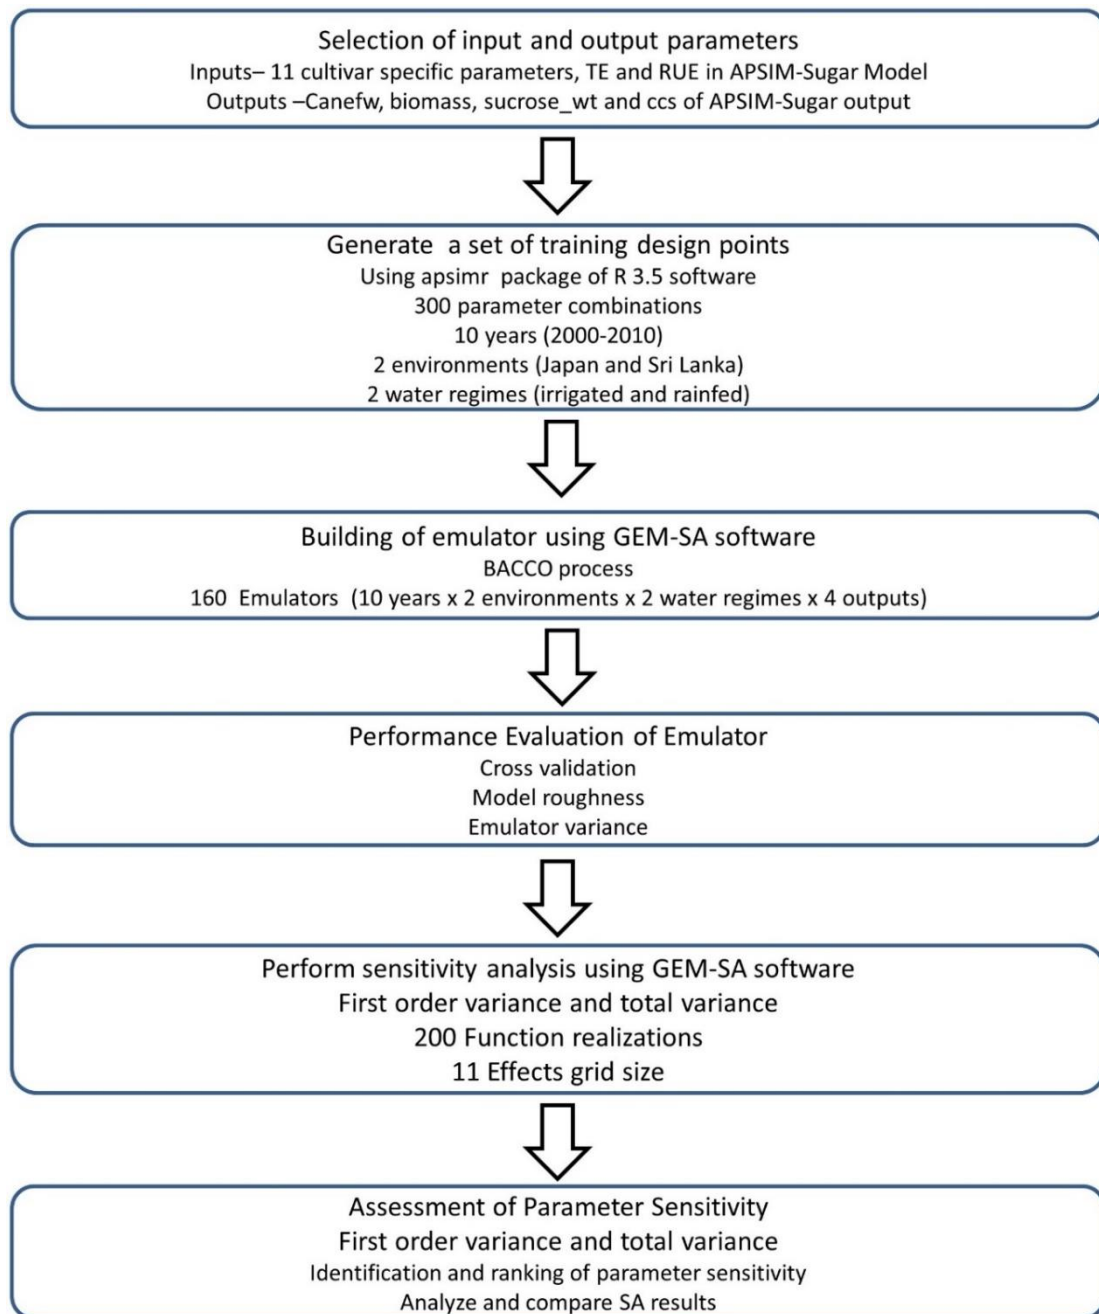 Selection of input and output parameters
Inputs– 11 cultivar specific parameters, TE and RUE in APSIM-Sugar Model
Outputs –Canefw, biomass, sucrose_wt and ccs of APSIM-Sugar output
Generate a set of training design points
Using apsimr package of R 3.5 software
300 parameter combinations
10 years (2000-2010)
2 environments (Japan and Sri Lanka)
2 water regimes (irrigated and rainfed)
Building of emulator using GEM-SA software
BACCO process
160 Emulators (10 years x 2 environments x 2 water regimes x 4 outputs)
Performance Evaluation of Emulator
Cross validation
Model roughness
Emulator variance
Perform sensitivity analysis using GEM-SA software
First order variance and total variance
200 Function realizations
11 Effects grid size
Assessment of Parameter Sensitivity
First order variance and total variance
Identification and ranking of parameter sensitivity
Analyze and compare SA results